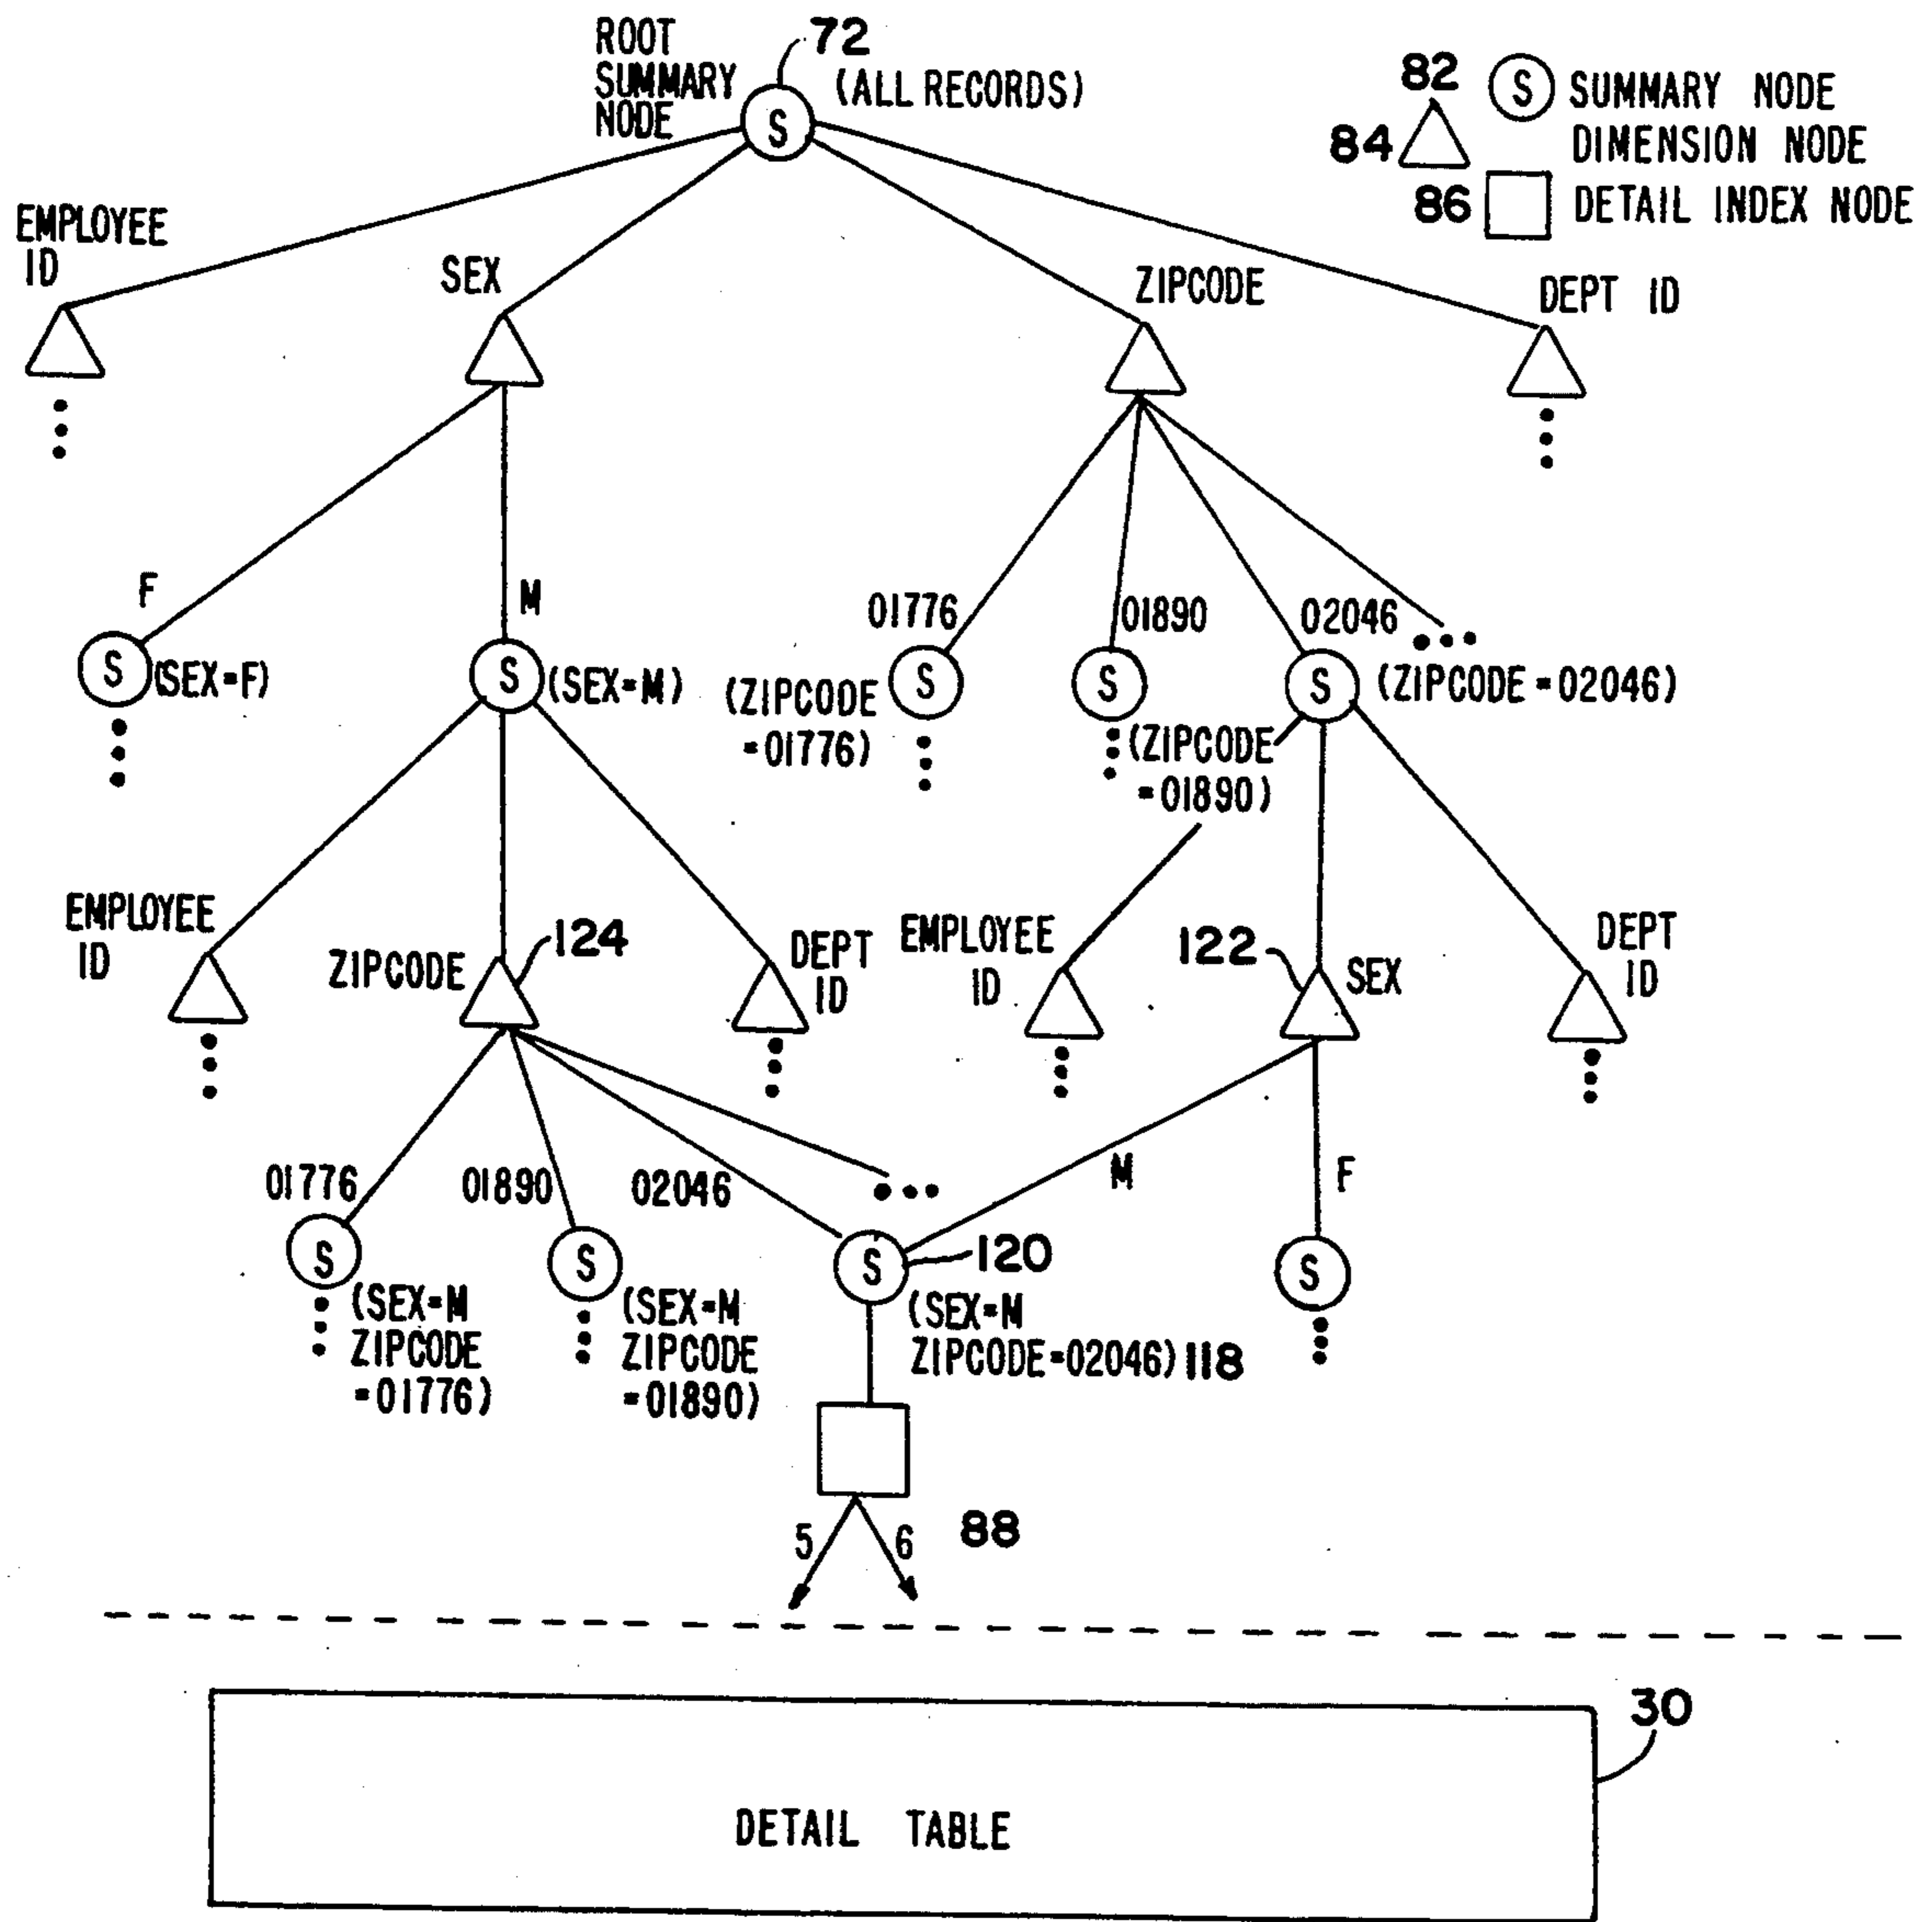 ROOT
SUMMARY
NODE
72
(ALL RECORDS)
S
82
S
SUMMARY NODE
84
DIMENSION NODE
86
DETAIL INDEX NODE
EMPLOYEE
ID
SEX
ZIPCODE
DEPT ID
F
M
01776
01890
02046
S
(SEX=F)
S
(SEX=M)
(ZIPCODE
=01776)
S
S
(ZIPCODE
=01890)
S
(ZIPCODE=02046)
EMPLOYEE
ID
ZIPCODE
124
DEPT
ID
EMPLOYEE
ID
122
SEX
DEPT
ID
01776
01890
02046
M
F
S
(SEX=M
ZIPCODE
=01776)
S
(SEX=M
ZIPCODE
=01890)
S
120
(SEX=M
ZIPCODE=02046) 118
S
5
6
88
30
DETAIL TABLE